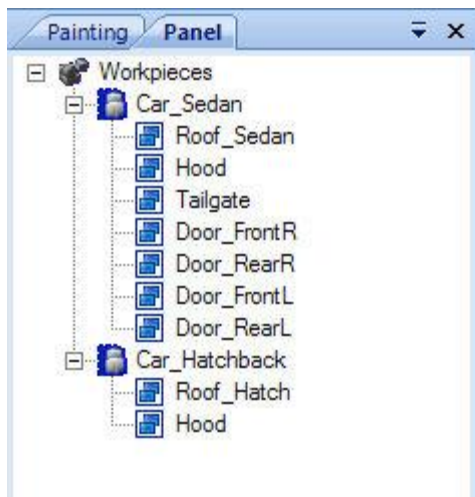 Painting Panel
Workpieces
Car_Sedan
Roof_Sedan
Hood
Tailgate
Door_FrontR
Door_RearR
Door_FrontL
Door_RearL
Car_Hatchback
Roof_Hatch
Hood